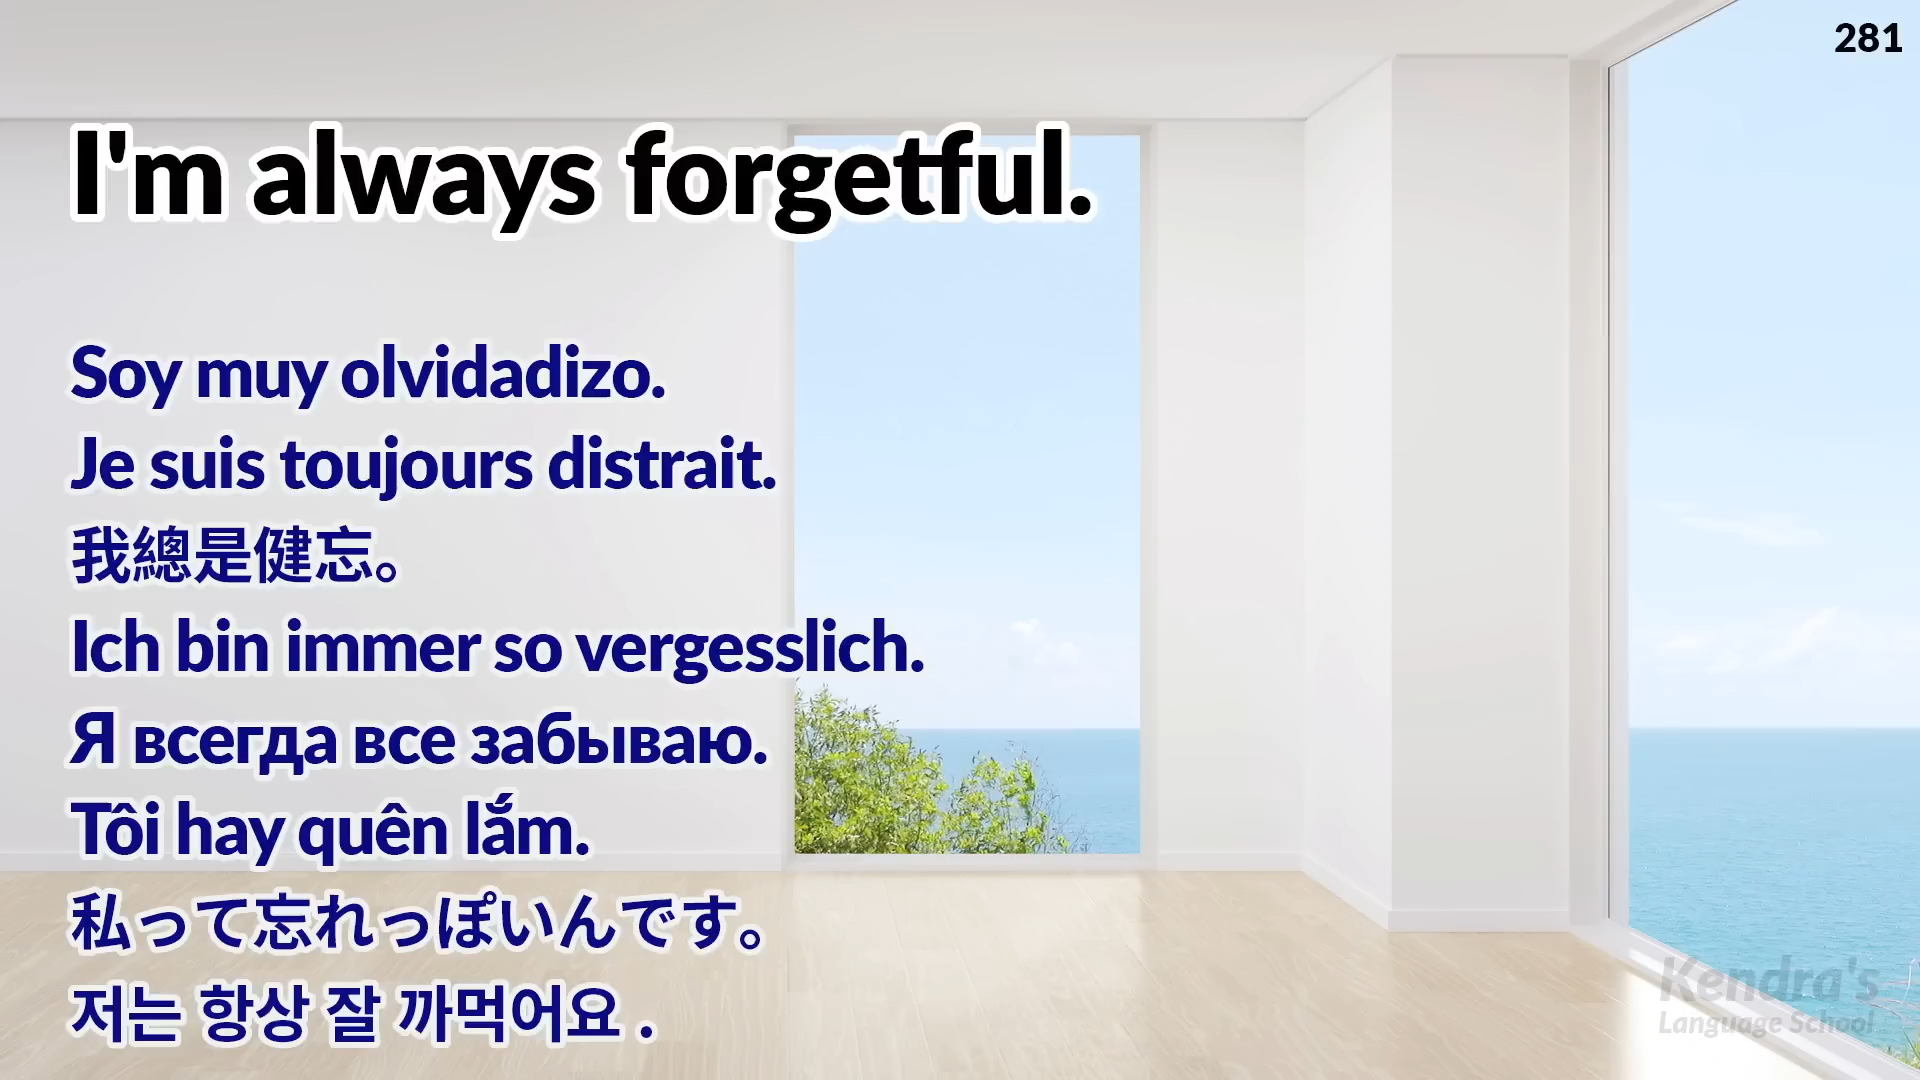 281
I'm always forgetful.
Soy muy olvidadizo.
Je suis toujours distrait.
我總是健忘。
Ich bin immer so vergesslich.
Я всегда все забываю.
Tôi hay quên lắm.
私って忘れっぽいんです。
저는 항상 잘 까먹어요 .
Kendra's
Language School